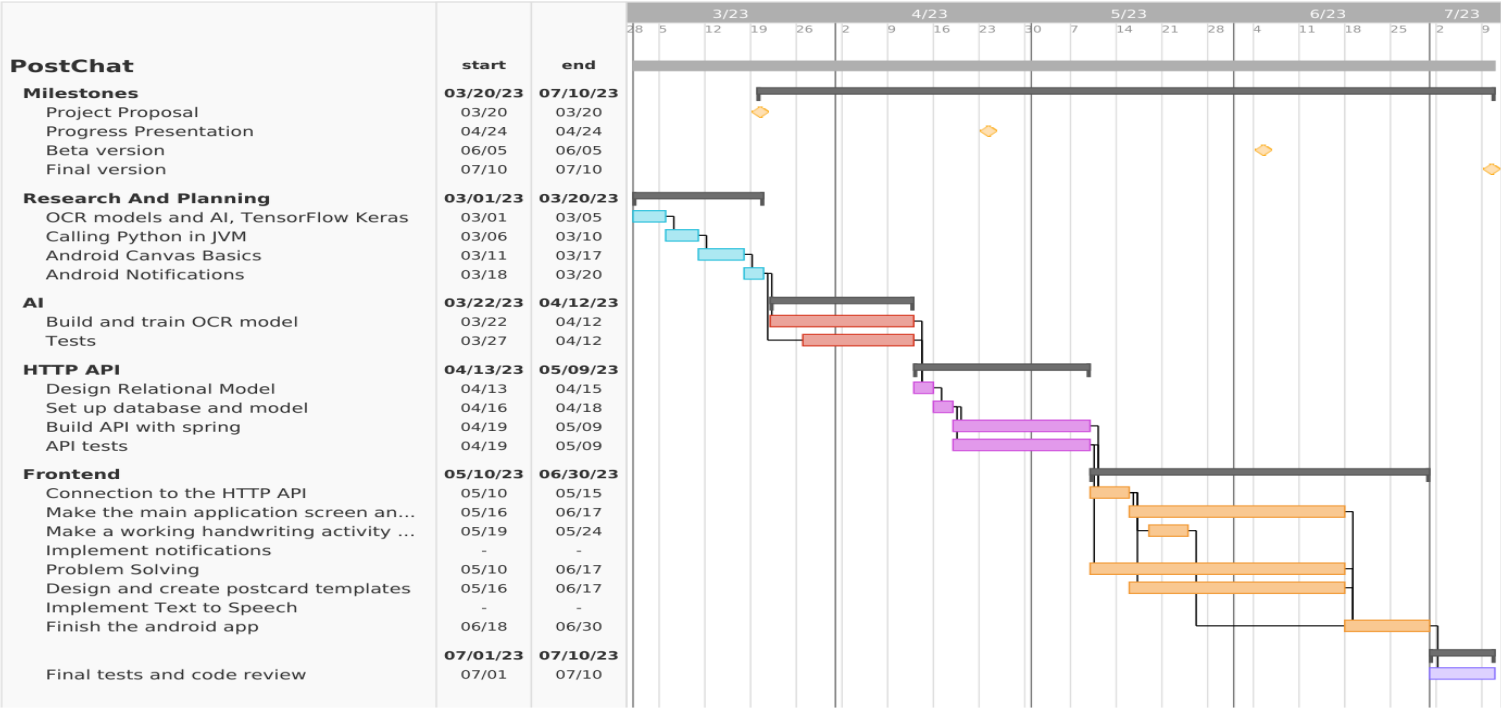 3/23 4/23 5/23 6/23 7/23
28 5 12 19 26 2 9 16 23 30 7 14 21 28 4 11 18 25 2 9
PostChat start end
Milestones 03/20/23 07/10/23
Project Proposal 03/20 03/20
Progress Presentation 04/24 04/24
Beta version 06/05 06/05
Final version 07/10 07/10
Research And Planning 03/01/23 03/20/23
OCR models and AI, TensorFlow Keras 03/01 03/05
Calling Python in JVM 03/06 03/10
Android Canvas Basics 03/11 03/17
Android Notifications 03/18 03/20
AI 03/22/23 04/12/23
Build and train OCR model 03/22 04/12
Tests 03/27 04/12
HTTP API 04/13/23 05/09/23
Design Relational Model 04/13 04/15
Set up database and model 04/16 04/18
Build API with spring 04/19 05/09
API tests 04/19 05/09
Frontend 05/10/23 06/30/23
Connection to the HTTP API 05/10 05/15
Make the main application screen an... 05/16 06/17
Make a working handwriting activity ... 05/19 05/24
Implement notifications - -
Problem Solving 05/10 06/17
Design and create postcard templates 05/16 06/17
Implement Text to Speech - -
Finish the android app 06/18 06/30
07/01/23 07/10/23
Final tests and code review 07/01 07/10